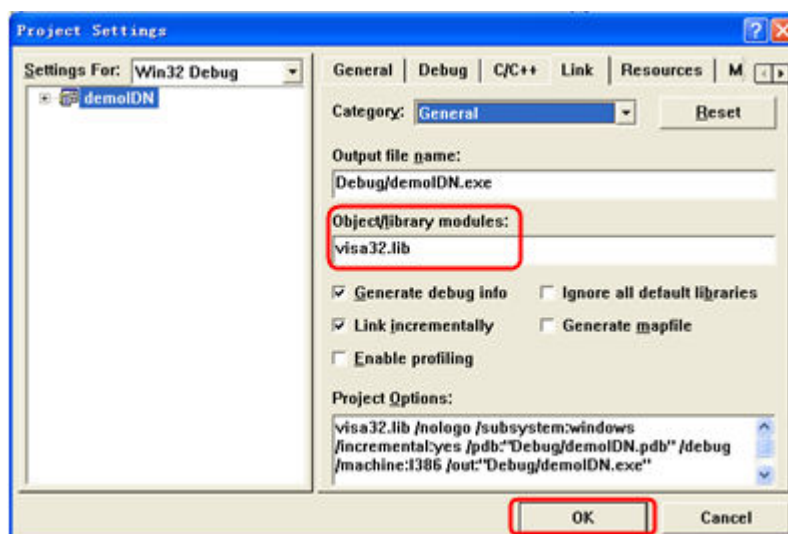 Project Settings
Settings For: Win32 Debug
demoIDN
General Debug C/C++ Link Resources M
Category: General Reset
Output file name:
Debug/demoIDN.exe
Object/library modules:
visa32.lib
Generate debug info Ignore all default libraries
Link incrementally Generate mapfile
Enable profiling
Project Options:
visa32.lib /nologo /subsystem:windows
/incremental:yes /pdb:"Debug/demoIDN.pdb" /debug
/machine:I386 /out:"Debug/demoIDN.exe"
OK Cancel